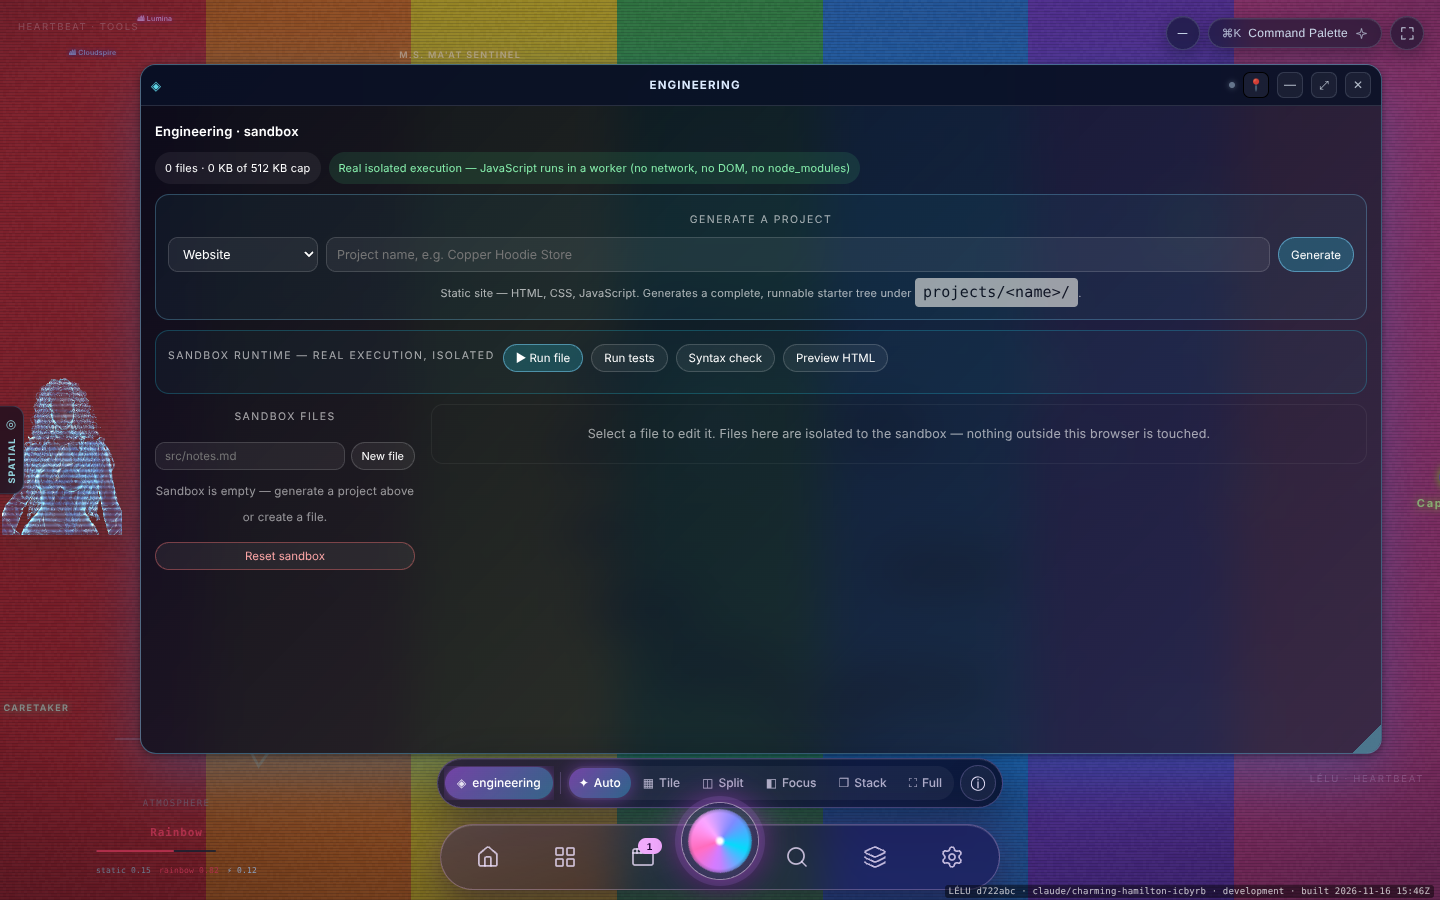 HEARTBEAT · TOOLS
Lumina
Cloudspire
M.S. MA'AT SENTINEL
⌘K Command Palette
ENGINEERING
Engineering · sandbox
0 files · 0 KB of 512 KB cap
Real isolated execution — JavaScript runs in a worker (no network, no DOM, no node_modules)
GENERATE A PROJECT
Website
Project name, e.g. Copper Hoodie Store
Generate
Static site — HTML, CSS, JavaScript. Generates a complete, runnable starter tree under projects/<name>/.
SANDBOX RUNTIME — REAL EXECUTION, ISOLATED
▶ Run file
Run tests
Syntax check
Preview HTML
SANDBOX FILES
src/notes.md
New file
Sandbox is empty — generate a project above
or create a file.
Reset sandbox
Select a file to edit it. Files here are isolated to the sandbox — nothing outside this browser is touched.
SPATIAL
CARETAKER
Cap
engineering
Auto
Tile
Split
Focus
Stack
Full
1
LÉLU · HEARTBEAT
ATMOSPHERE
Rainbow
static 0.15 rainbow ⚡ 0.12
LÉLU d722abc · claude/charming-hamilton-icbyrb · development · built 2026-11-16 15:46Z